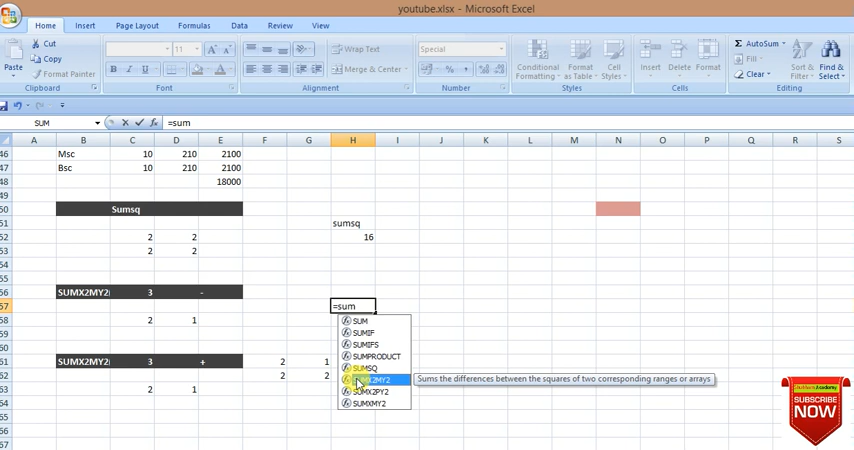 youtube.xlsx - Microsoft Excel
Home Insert Page Layout Formulas Data Review View
Cut
Copy
Format Painter
Paste
Clipboard
11
B I U
Font
Wrap Text
Merge & Center
Alignment
Special
%
Number
Conditional Formatting
Format as Table
Cell Styles
Styles
Insert Delete Format
Cells
AutoSum
Fill
Clear
Sort & Filter
Find & Select
Editing
SUM =sum
A B C D E F G H I J K L M N O P Q R S
46 Msc 10 210 2100
47 Bsc 10 210 2100
48 18000
49
50 Sumsq
51 sumsq
52 2 2 16
53 2 2
54
55
56 SUMX2MY2( 3 -
57 =sum
58 2 1
59
60
61 SUMX2MY2( 3 + 2 1
62 2 2
63 2 1
64
65
66
67
SUM
SUMIF
SUMIFS
SUMPRODUCT
SUMSQ
SUMX2MY2 Sums the differences between the squares of two corresponding ranges or arrays
SUMX2PY2
SUMXMY2
SUBSCRIBE
NOW